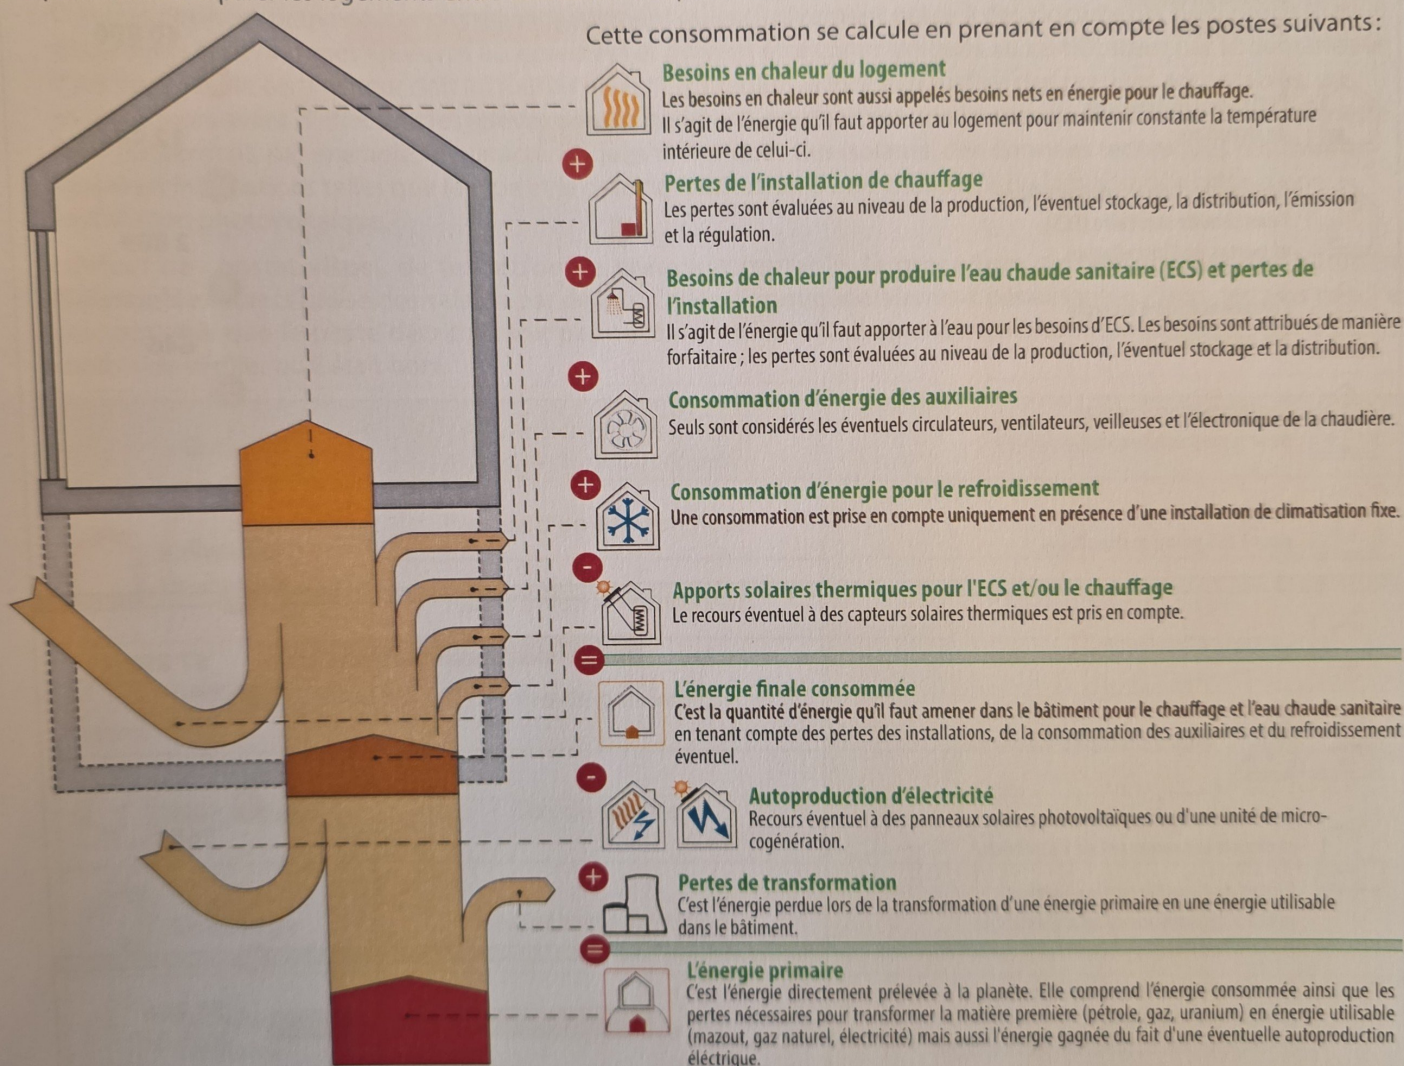 Cette consommation se calcule en prenant en compte les postes suivants :
Besoins en chaleur du logement
Les besoins en chaleur sont aussi appelés besoins nets en énergie pour le chauffage.
Il s'agit de l'énergie qu'il faut apporter au logement pour maintenir constante la température
intérieure de celui-ci.
+
Pertes de l'installation de chauffage
Les pertes sont évaluées au niveau de la production, l'éventuel stockage, la distribution, l'émission
et la régulation.
+
Besoins de chaleur pour produire l'eau chaude sanitaire (ECS) et pertes de
l'installation
Il s'agit de l'énergie qu'il faut apporter à l'eau pour les besoins d'ECS. Les besoins sont attribués de manière
forfaitaire ; les pertes sont évaluées au niveau de la production, l'éventuel stockage et la distribution.
+
Consommation d'énergie des auxiliaires
Seuls sont considérés les éventuels circulateurs, ventilateurs, veilleuses et l'électronique de la chaudière.
+
Consommation d'énergie pour le refroidissement
Une consommation est prise en compte uniquement en présence d'une installation de climatisation fixe.
-
Apports solaires thermiques pour l'ECS et/ou le chauffage
Le recours éventuel à des capteurs solaires thermiques est pris en compte.
=
L'énergie finale consommée
C'est la quantité d'énergie qu'il faut amener dans le bâtiment pour le chauffage et l'eau chaude sanitaire
en tenant compte des pertes des installations, de la consommation des auxiliaires et du refroidissement
éventuel.
-
Autoproduction d'électricité
Recours éventuel à des panneaux solaires photovoltaïques ou d'une unité de micro-
cogénération.
+
Pertes de transformation
C'est l'énergie perdue lors de la transformation d'une énergie primaire en une énergie utilisable
dans le bâtiment.
=
L'énergie primaire
C'est l'énergie directement prélevée à la planète. Elle comprend l'énergie consommée ainsi que les
pertes nécessaires pour transformer la matière première (pétrole, gaz, uranium) en énergie utilisable
(mazout, gaz naturel, électricité) mais aussi l'énergie gagnée du fait d'une éventuelle autoproduction
éléctrique.